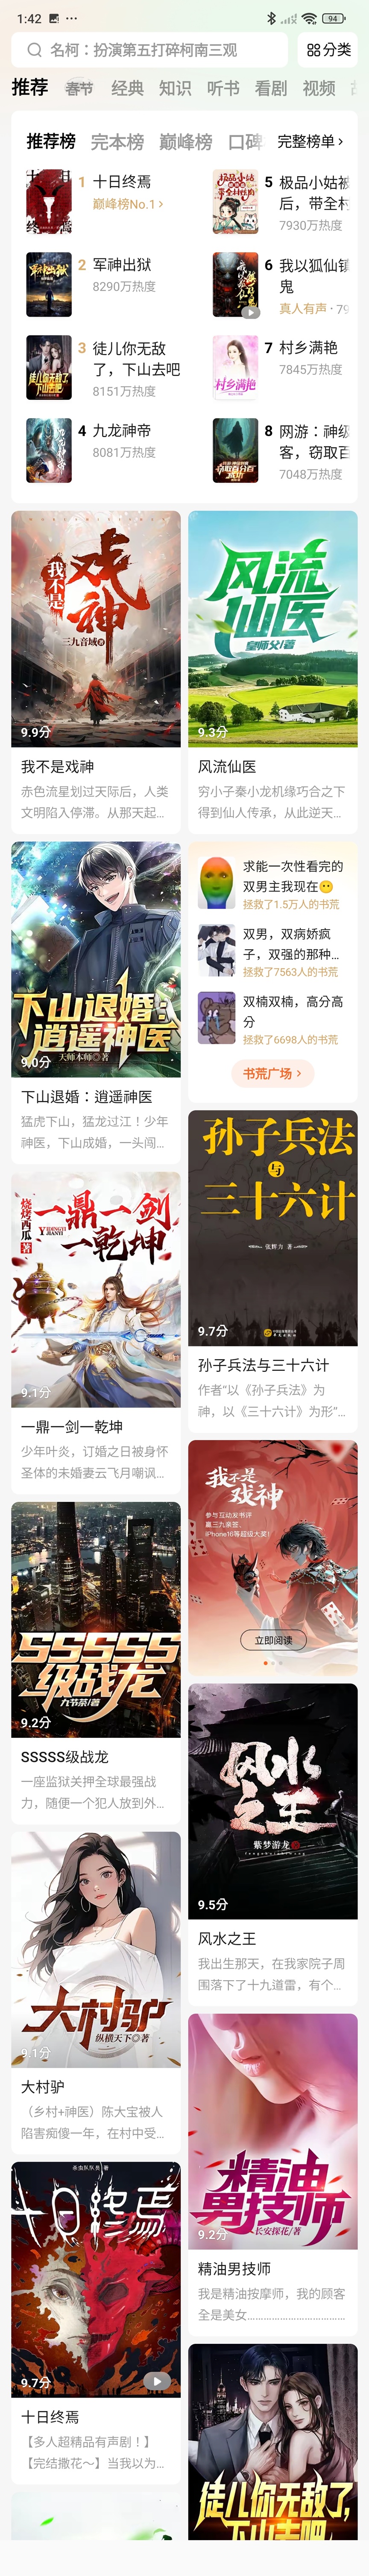 1:42
94
名柯：扮演第五打碎柯南三观
分类
推荐 春节 经典 知识 听书 看剧 视频
推荐榜 完本榜 巅峰榜 口碑 完整榜单
1 十日终焉
巅峰榜No.1
2 军神出狱
8290万热度
3 徒儿你无敌
了，下山去吧
8151万热度
4 九龙神帝
8081万热度
5 极品小姑被
后，带全村
7930万热度
6 我以狐仙镇
鬼
真人有声 · 79
7 村乡满艳
7845万热度
8 网游：神级
客，窃取百
7048万热度
我不是
戏神
三九音域 著
9.9分
我不是戏神
赤色流星划过天际后，人类
文明陷入停滞。从那天起...
风流
仙医
皇师父/著
9.3分
风流仙医
穷小子秦小龙机缘巧合之下
得到仙人传承，从此逆天...
下山退婚：
逍遥神医
天师本师◎著
9.0分
下山退婚：逍遥神医
猛虎下山，猛龙过江！少年
神医，下山成婚，一头闯...
求能一次性看完的
双男主我现在😶
拯救了1.5万人的书荒
双男，双病娇疯
子，双强的那种...
拯救了7563人的书荒
双楠双楠，高分高
分
拯救了6698人的书荒
书荒广场
孙子兵法
与
三十六计
张辉力 著
9.7分
孙子兵法与三十六计
作者“以《孙子兵法》为
神，以《三十六计》为形”...
烧烤西瓜 著
一鼎一剑
YIDINGYIJIAN
一乾坤
9.1分
一鼎一剑一乾坤
少年叶炎，订婚之日被身怀
圣体的未婚妻云飞月嘲讽...
我不是
戏神
参与互动发书评
赢三九亲签、
iPhone16等超级大奖！
立即阅读
SSSSS
级战龙
九节茶/著
9.2分
SSSSS级战龙
一座监狱关押全球最强战
力，随便一个犯人放到外...
风水
之王
紫梦游龙
fengshuizhiwang
9.5分
风水之王
我出生那天，在我家院子周
围落下了十九道雷，有个...
大村驴
纵横天下◎著
9.1分
大村驴
（乡村+神医）陈大宝被人
陷害痴傻一年，在村中受...
精油
男技师
长安探花/著
9.2分
精油男技师
我是精油按摩师，我的顾客
全是美女……………………………
杀虫队队员 著
十日终焉
9.7分
十日终焉
【多人超精品有声剧！】
【完结撒花~】当我以为...
徒儿你无敌了，
下山去吧